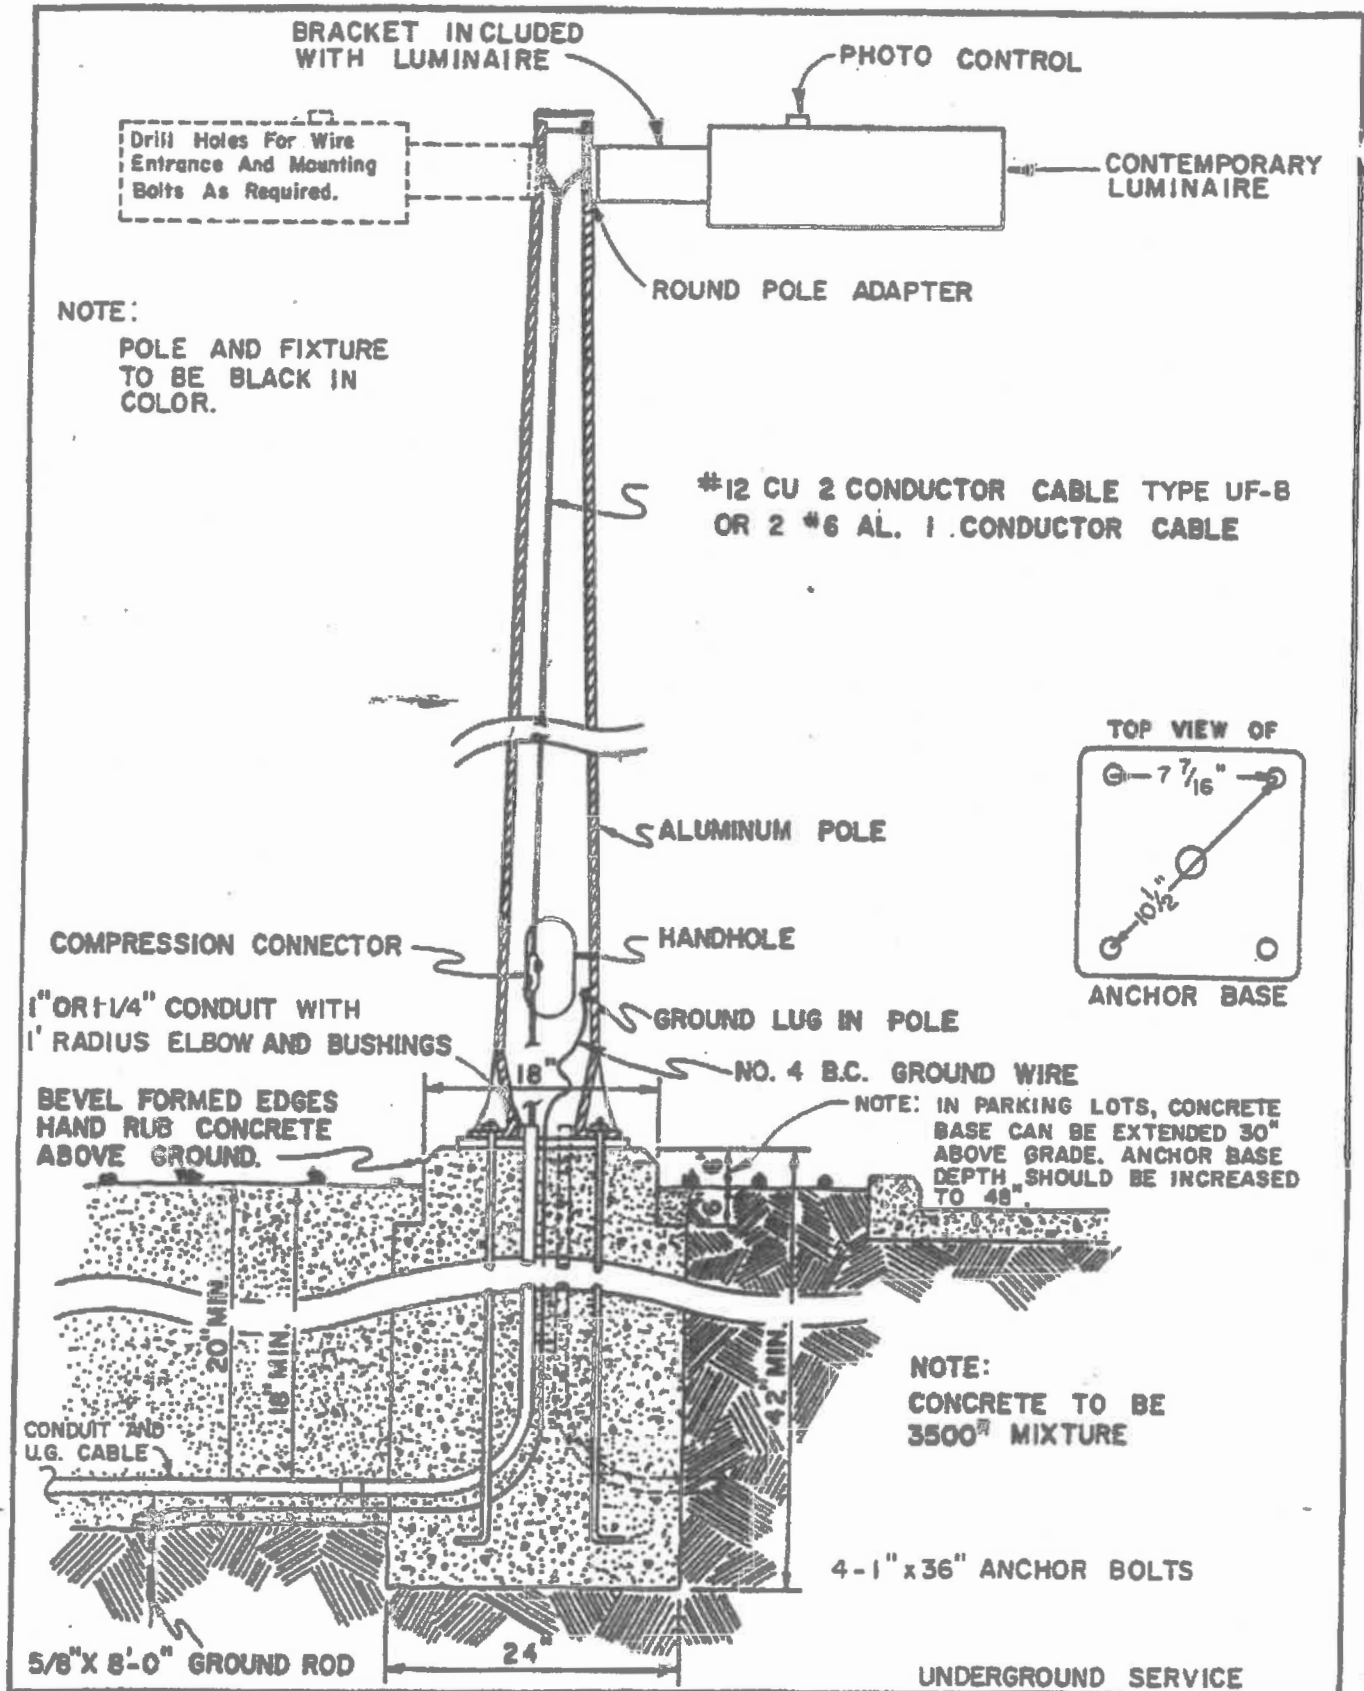 BRACKET INCLUDED
WITH LUMINAIRE
PHOTO CONTROL
Drill Holes For Wire
Entrance And Mounting
Bolts As Required.
CONTEMPORARY
LUMINAIRE
ROUND POLE ADAPTER
NOTE:
POLE AND FIXTURE
TO BE BLACK IN
COLOR.
#12 CU 2 CONDUCTOR CABLE TYPE UF-B
OR 2 #6 AL. 1 .CONDUCTOR CABLE
TOP VIEW OF
7 7/16"
10 1/2"
ANCHOR BASE
ALUMINUM POLE
COMPRESSION CONNECTOR
HANDHOLE
1" OR 1-1/4" CONDUIT WITH
1' RADIUS ELBOW AND BUSHINGS
GROUND LUG IN POLE
18"
NO. 4 B.C. GROUND WIRE
BEVEL FORMED EDGES
HAND RUB CONCRETE
ABOVE GROUND.
NOTE: IN PARKING LOTS, CONCRETE
BASE CAN BE EXTENDED 30"
ABOVE GRADE. ANCHOR BASE
DEPTH SHOULD BE INCREASED
TO 48".
6"
6"
20" MIN.
18" MIN.
42" MIN.
NOTE:
CONCRETE TO BE
3500# MIXTURE
CONDUIT AND
U.G. CABLE
4-1" x 36" ANCHOR BOLTS
5/8" X 8'-0" GROUND ROD
24"
UNDERGROUND SERVICE